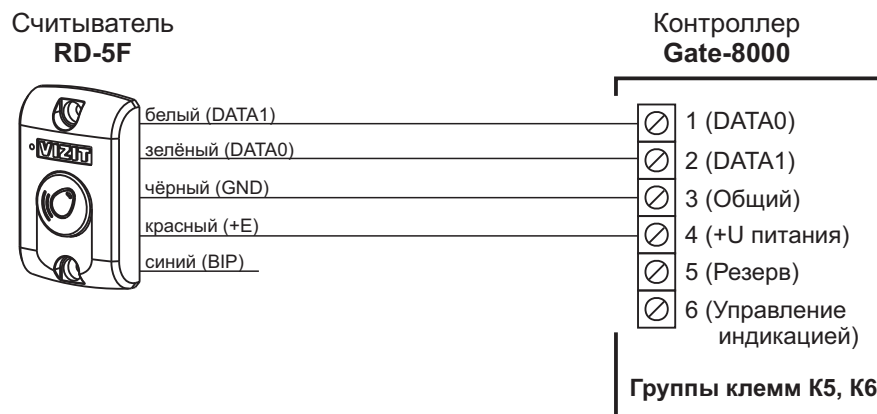 Считыватель
RD-5F
Контроллер
Gate-8000
VIZIT
белый (DATA1)
зелёный (DATA0)
чёрный (GND)
красный (+E)
синий (BIP)
1 (DATA0)
2 (DATA1)
3 (Общий)
4 (+U питания)
5 (Резерв)
6 (Управление
индикацией)
Группы клемм К5, К6